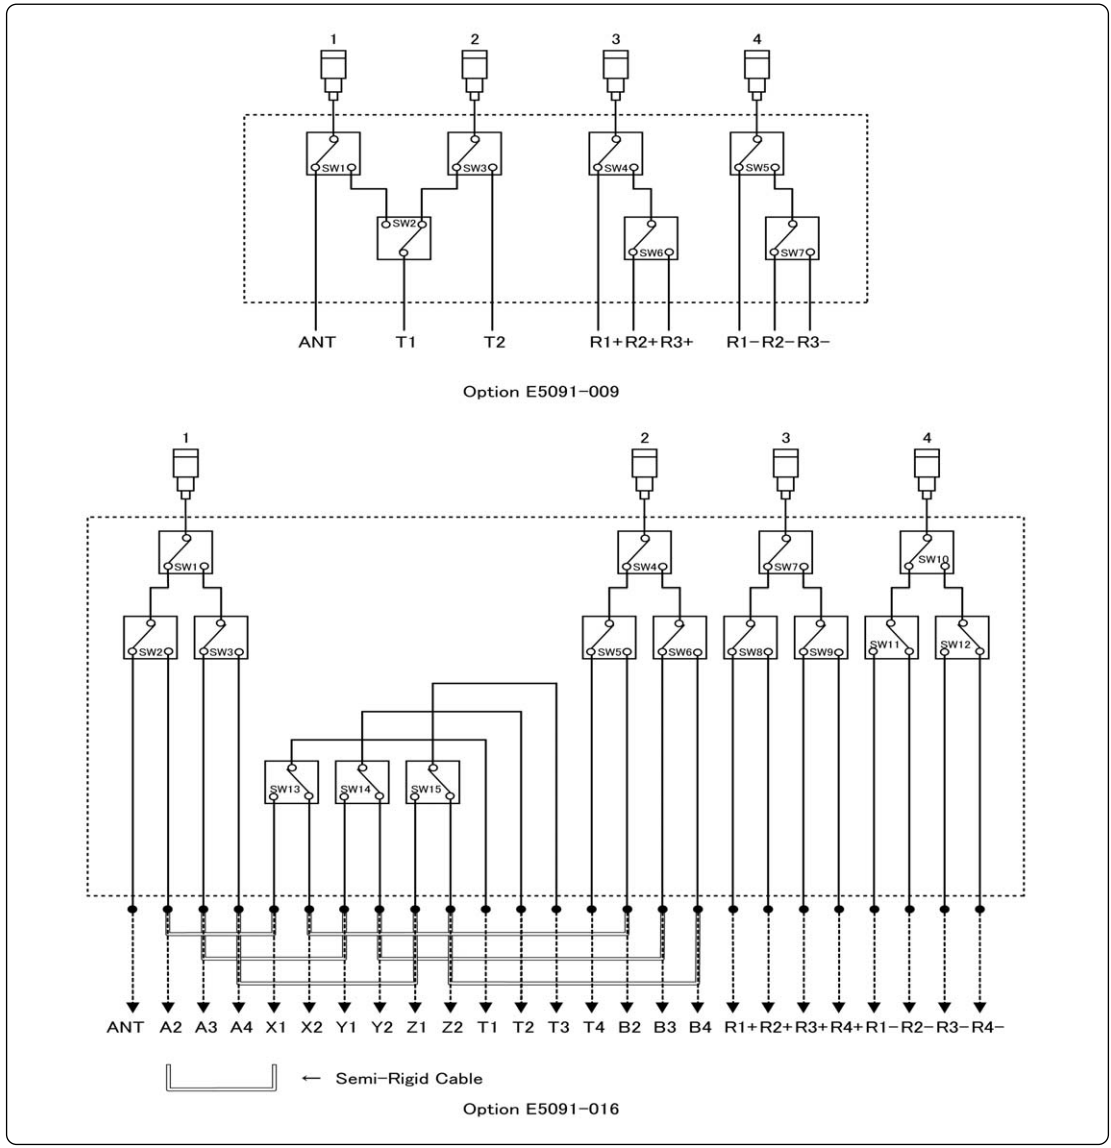 1 2 3 4
SW1 SW3 SW4 SW5
SW2 SW6 SW7
ANT T1 T2 R1+ R2+ R3+ R1- R2- R3-
Option E5091-009
1 2 3 4
SW1 SW4 SW7 SW10
SW2 SW3 SW5 SW6 SW8 SW9 SW11 SW12
SW13 SW14 SW15
ANT A2 A3 A4 X1 X2 Y1 Y2 Z1 Z2 T1 T2 T3 T4 B2 B3 B4 R1+ R2+ R3+ R4+ R1- R2- R3- R4-
← Semi-Rigid Cable
Option E5091-016